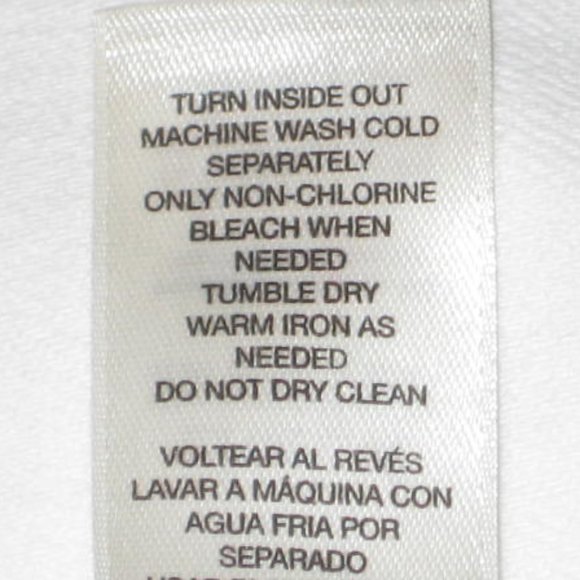 TURN INSIDE OUT
MACHINE WASH COLD
SEPARATELY
ONLY NON-CHLORINE
BLEACH WHEN
NEEDED
TUMBLE DRY
WARM IRON AS
NEEDED
DO NOT DRY CLEAN
VOLTEAR AL REVÉS
LAVAR A MÁQUINA CON
AGUA FRIA POR
SEPARADO